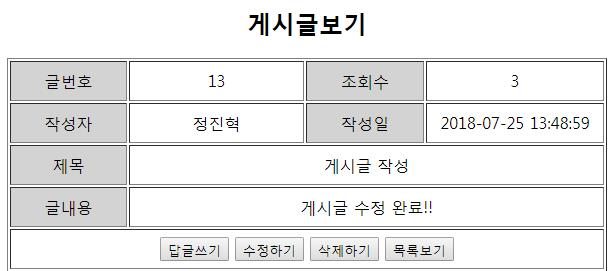 게시글보기
글번호 13 조회수 3
작성자 정진혁 작성일 2018-07-25 13:48:59
제목 게시글 작성
글내용 게시글 수정 완료!!
답글쓰기 수정하기 삭제하기 목록보기